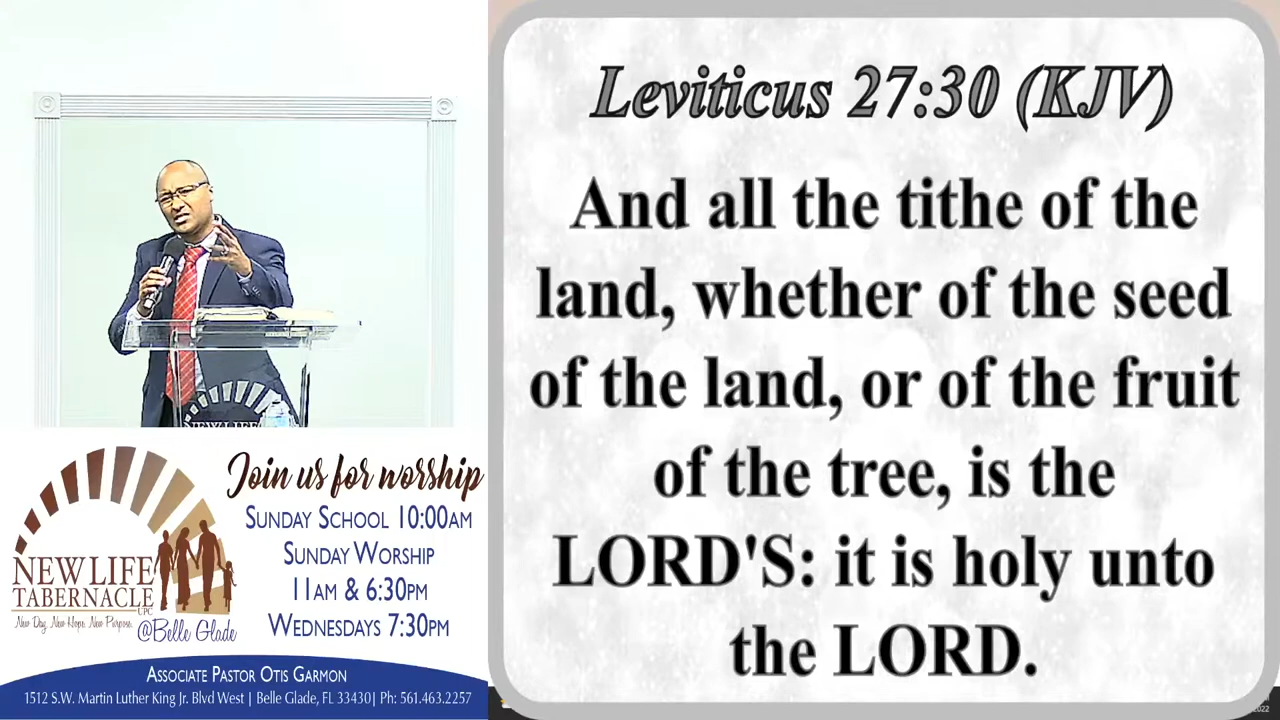 Leviticus 27:30 (KJV)
And all the tithe of the
land, whether of the seed
of the land, or of the fruit
of the tree, is the
LORD'S: it is holy unto
the LORD.
NEW LIFE
Join us for worship
SUNDAY SCHOOL 10:00AM
SUNDAY WORSHIP
11AM & 6:30PM
WEDNESDAYS 7:30PM
NEW LIFE
TABERNACLE
UPC
New Day. New Hope. New Purpose.
@Belle Glade
ASSOCIATE PASTOR OTIS GARMON
1512 S.W. Martin Luther King Jr. Blvd West | Belle Glade, FL 33430| Ph: 561.463.2257
2022